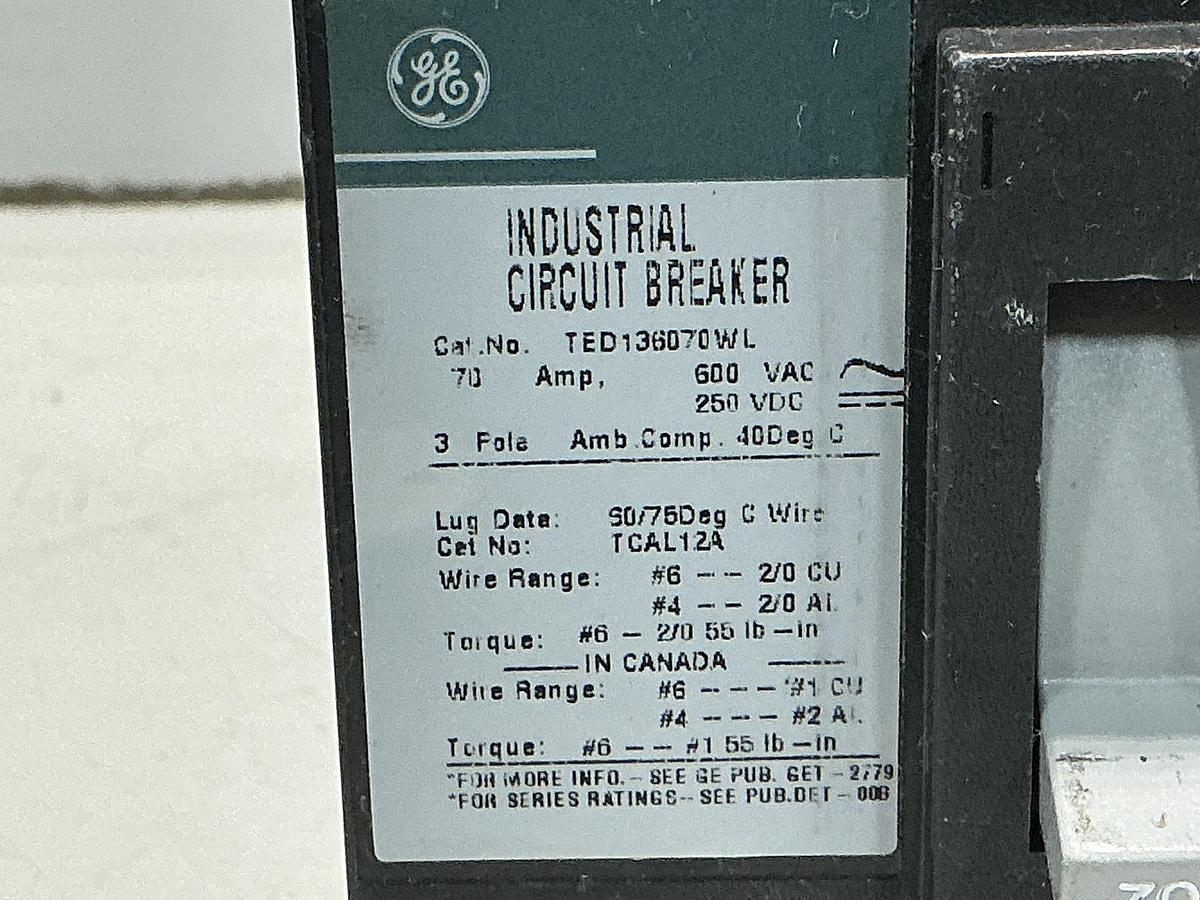 GE
INDUSTRIAL
CIRCUIT BREAKER
Cat.No. TED136070WL
70 Amp, 600 VAC
250 VDC
3 Pole Amb.Comp. 40Deg C
Lug Data: 60/75Deg C Wire
Cat No: TCAL12A
Wire Range: #6 -- 2/0 CU
#4 -- 2/0 AL
Torque: #6 - 2/0 55 lb-in
IN CANADA
Wire Range: #6 --- #1 CU
#4 --- #2 AL
Torque: #6 -- #1 55 lb-in
*FOR MORE INFO.- SEE GE PUB. GET - 2779
*FOR SERIES RATINGS- SEE PUB.DET - 008